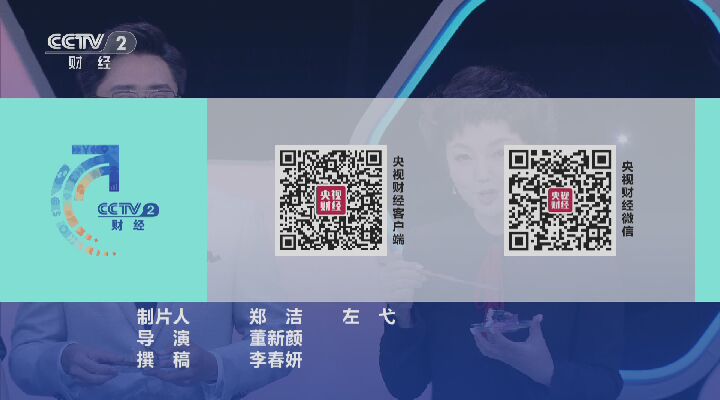 CCTV 2
财经
CCTV 2
财经
央视财经
央视财经客户端
央视财经
央视财经微信
制片人 郑洁 左弋
导演 董新颜
撰稿 李春妍